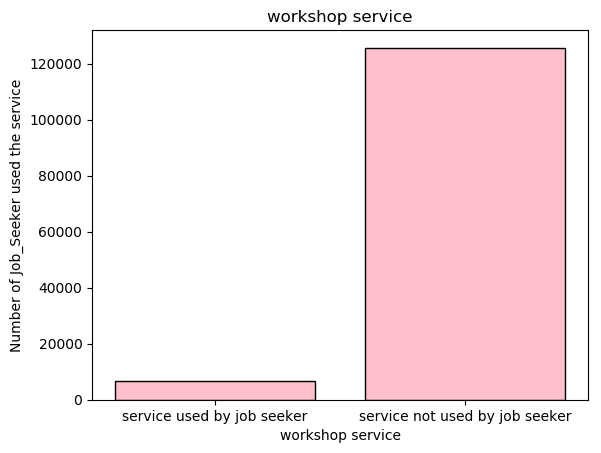 workshop service
Number of Job_Seeker used the service
120000
100000
80000
60000
40000
20000
0
service used by job seeker service not used by job seeker
workshop service